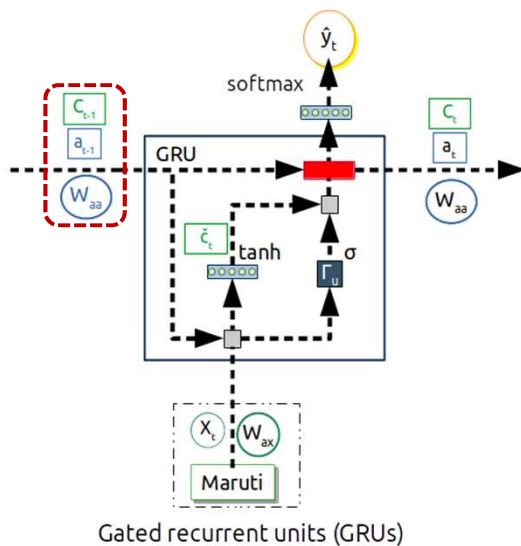 ŷt
softmax
Ct-1
at-1
Waa
GRU
Ct
at
Waa
č̃t
tanh
σ
Γu
Xt
Wax
Maruti
Gated recurrent units (GRUs)